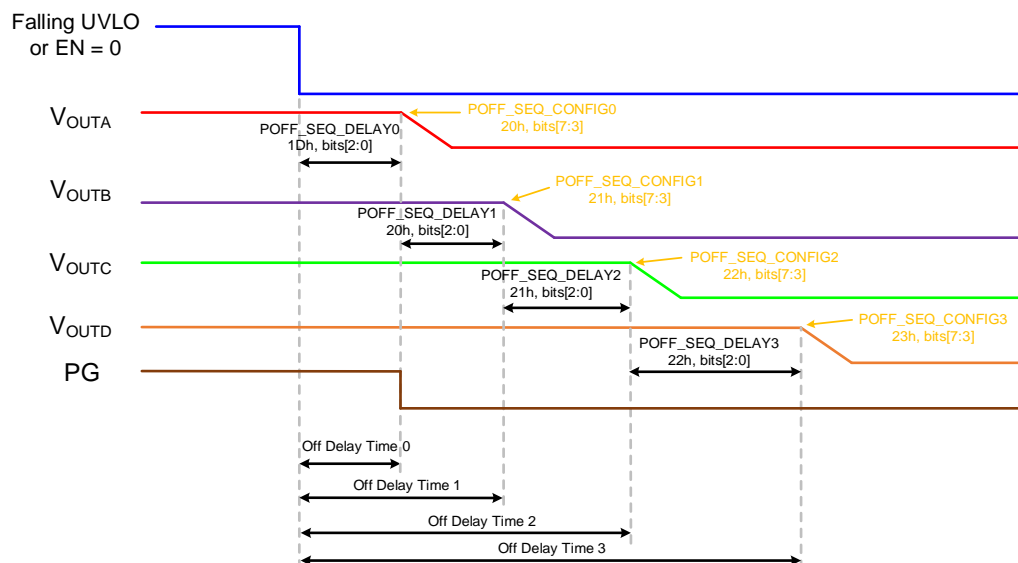 Falling UVLO
or EN = 0
VOUTA
POFF_SEQ_CONFIG0
20h, bits[7:3]
POFF_SEQ_DELAY0
1Dh, bits[2:0]
VOUTB
POFF_SEQ_CONFIG1
21h, bits[7:3]
POFF_SEQ_DELAY1
20h, bits[2:0]
VOUTC
POFF_SEQ_CONFIG2
22h, bits[7:3]
POFF_SEQ_DELAY2
21h, bits[2:0]
VOUTD
POFF_SEQ_CONFIG3
23h, bits[7:3]
POFF_SEQ_DELAY3
22h, bits[2:0]
PG
Off Delay Time 0
Off Delay Time 1
Off Delay Time 2
Off Delay Time 3